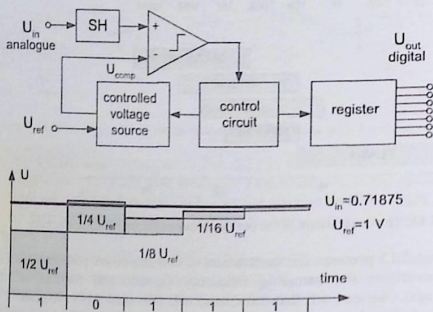 U_in
analogue
SH
+
-
U_comp
U_out
digital
controlled
voltage
source
control
circuit
register
U_ref
U
1/4 U_ref
1/16 U_ref
U_in=0.71875
U_ref=1 V
1/2 U_ref
1/8 U_ref
time
1 0 1 1 1